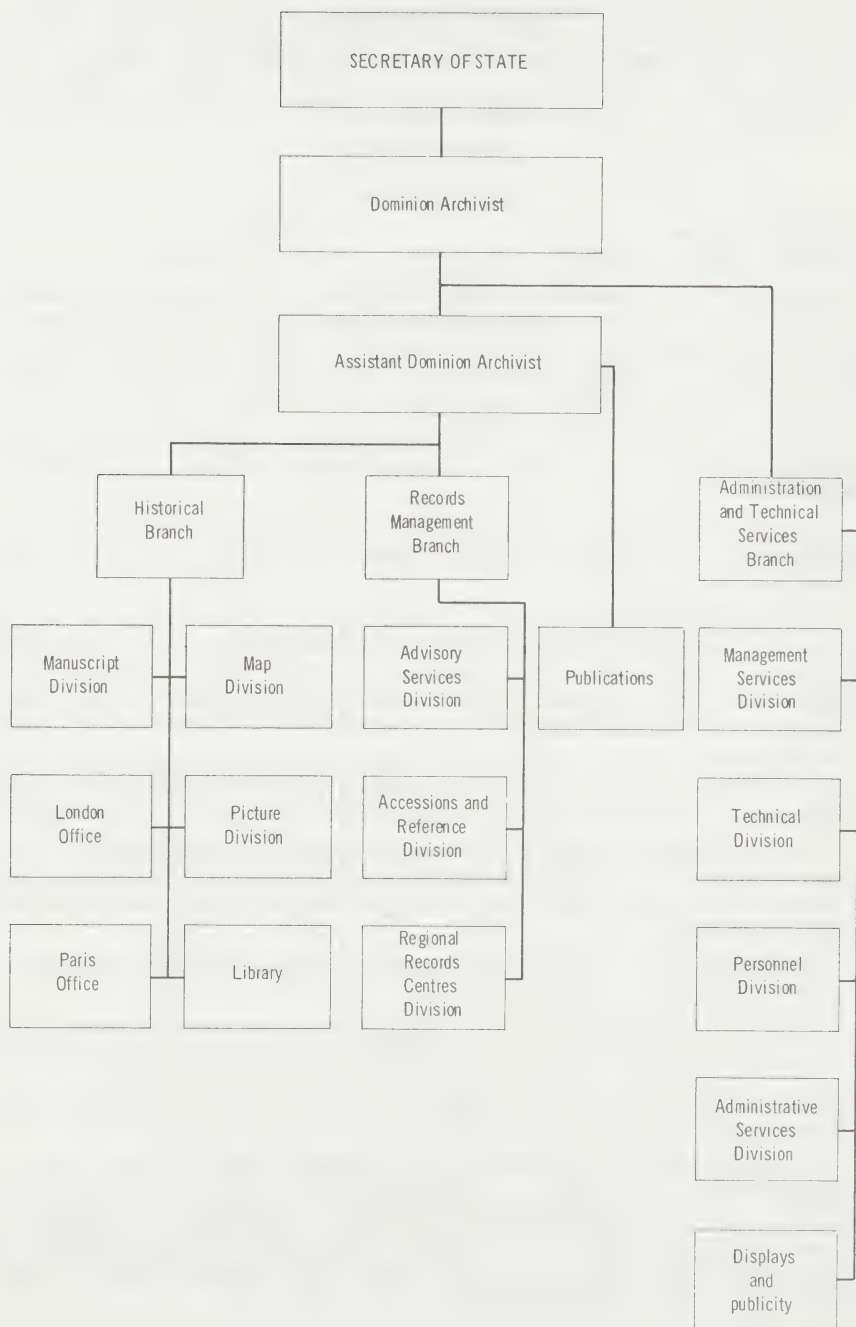 SECRETARY OF STATE
Dominion Archivist
Assistant Dominion Archivist
Historical
Branch
Records
Management
Branch
Administration
and Technical
Services
Branch
Manuscript
Division
Map
Division
Advisory
Services
Division
Publications
Management
Services
Division
London
Office
Picture
Division
Accessions and
Reference
Division
Technical
Division
Paris
Office
Library
Regional
Records
Centres
Division
Personnel
Division
Administrative
Services
Division
Displays
and
publicity